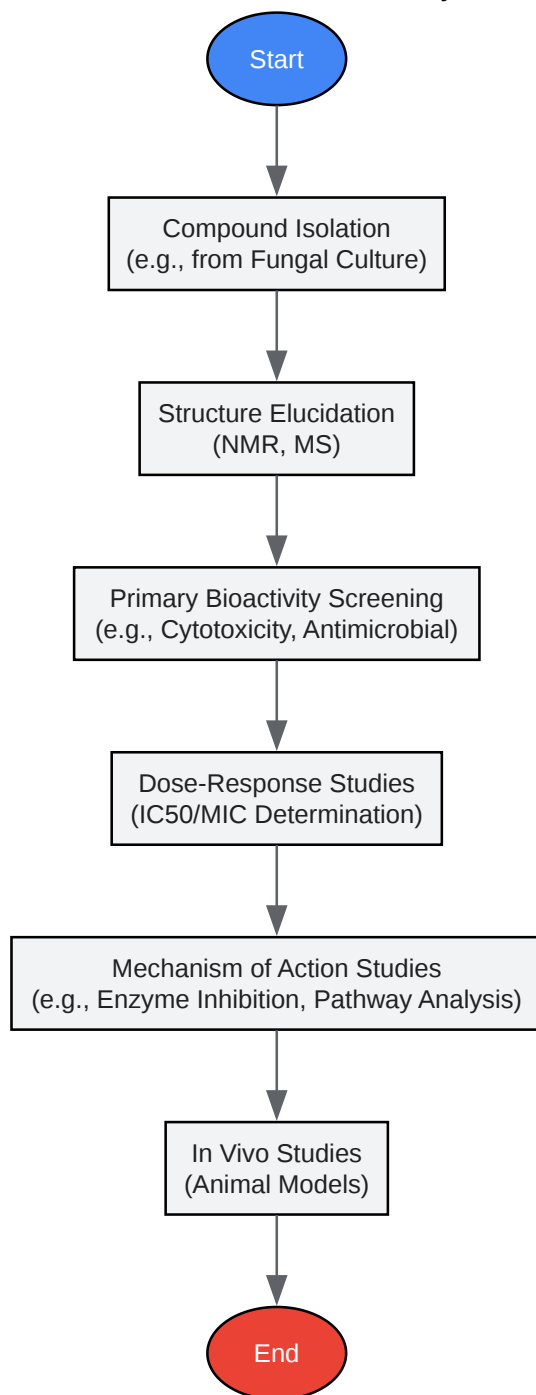 Start
Compound Isolation
(e.g., from Fungal Culture)
Structure Elucidation
(NMR, MS)
Primary Bioactivity Screening
(e.g., Cytotoxicity, Antimicrobial)
Dose-Response Studies
(IC50/MIC Determination)
Mechanism of Action Studies
(e.g., Enzyme Inhibition, Pathway Analysis)
In Vivo Studies
(Animal Models)
End